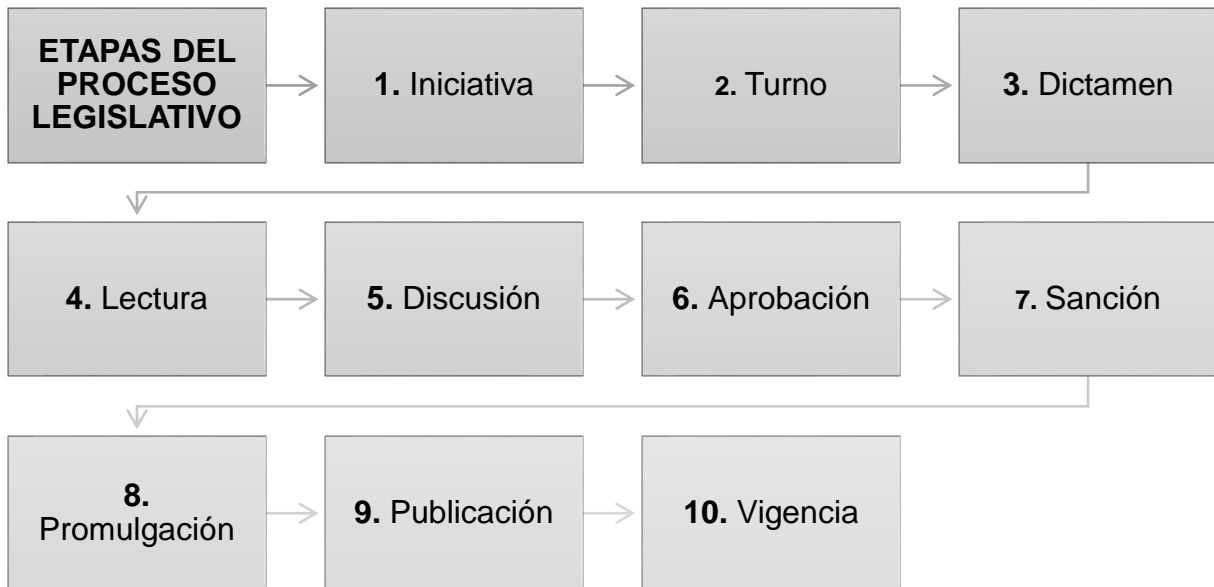 ETAPAS DEL
PROCESO
LEGISLATIVO
1. Iniciativa
2. Turno
3. Dictamen
4. Lectura
5. Discusión
6. Aprobación
7. Sanción
8.
Promulgación
9. Publicación
10. Vigencia